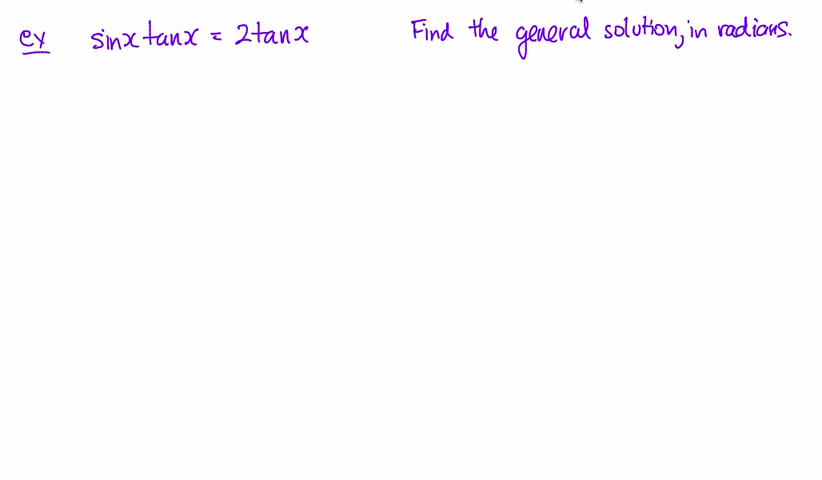 ex sinx tanx = 2tanx Find the general solution, in radians.